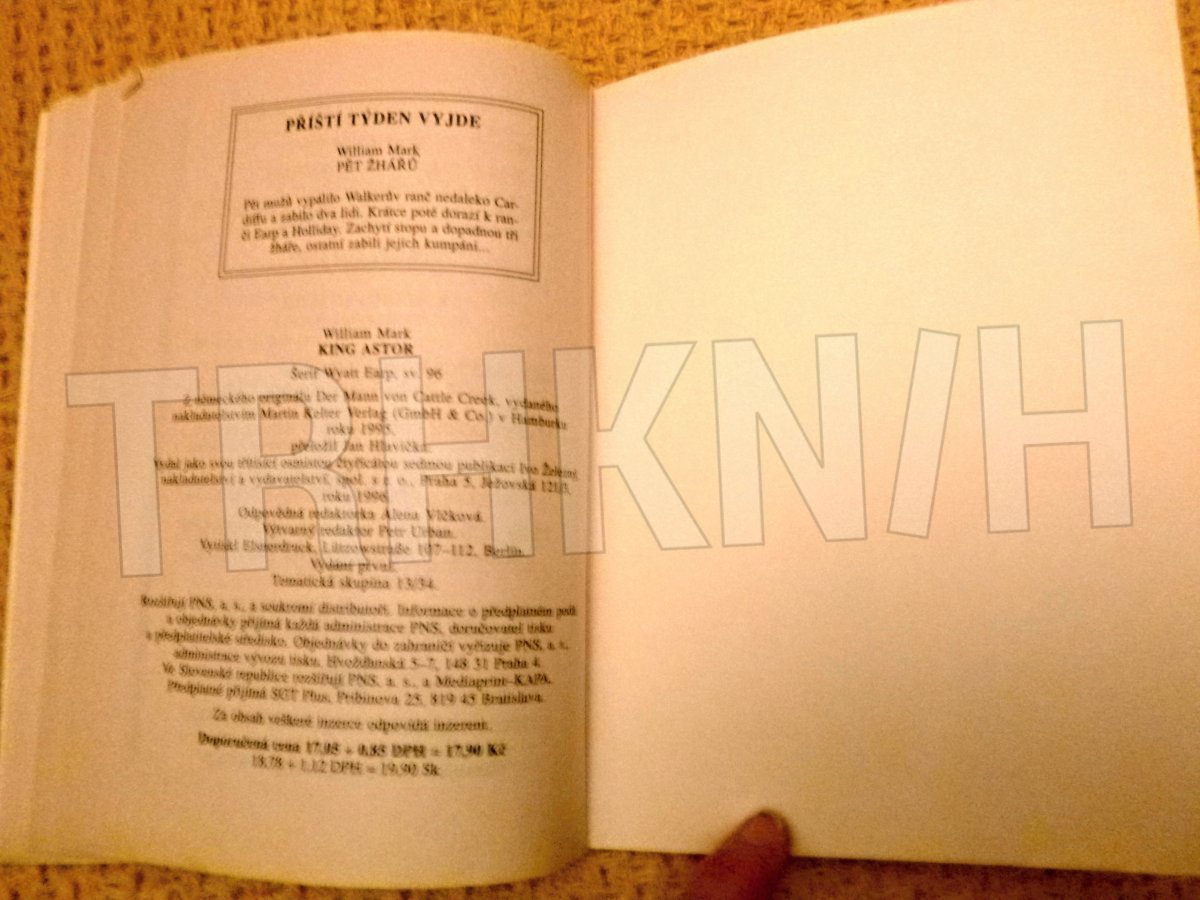 PŘÍŠTÍ TÝDEN VYJDE
William Mark
PĚT ŽHÁŘŮ
Pět mužů vypálilo Walkerův ranč nedaleko Car-
diffu a zabilo dva lidi. Krátce poté dorazí k ran-
či Earp a Holliday. Zachytí stopu a dopadnou tři
žháře, ostatní zabili jejich kumpáni...
William Mark
KING ASTOR
Šerif Wyatt Earp, sv. 96
Z německého originálu Der Mann von Cattle Creek, vydaného
nakladatelstvím Martin Kelter Verlag (GmbH & Co.) v Hamburku
roku 1995,
přeložil Jan Hlavička.
Vydal jako svou třítisící osmistou čtyřicátou sedmou publikaci Ivo Železný,
nakladatelství a vydavatelství, spol. s r. o., Praha 5, Ježovská 121/3,
roku 1996.
Odpovědná redaktorka Alena Vlčková.
Výtvarný redaktor Petr Urban.
Vytiskl Elsnerdruck, Lützowstraße 107–112, Berlin.
Vydání první.
Tematická skupina 13/34.
Rozšiřují PNS, a. s., a soukromí distributoři. Informace o předplatném podá
a objednávky přijímá každá administrace PNS, doručovatel tisku
a předplatitelské středisko. Objednávky do zahraničí vyřizuje PNS, a. s.,
administrace vývozu tisku, Hvožďanská 5–7, 148 31 Praha 4.
Ve Slovenské republice rozšiřují PNS, a. s., a Mediaprint–KAPA.
Předplatné přijímá SGT Plus, Pribinova 25, 819 45 Bratislava.
Za obsah veškeré inzerce odpovídá inzerent.
Doporučená cena 17,05 + 0,85 DPH = 17,90 Kč
18,78 + 1,12 DPH = 19,90 Sk
TRHKN/H